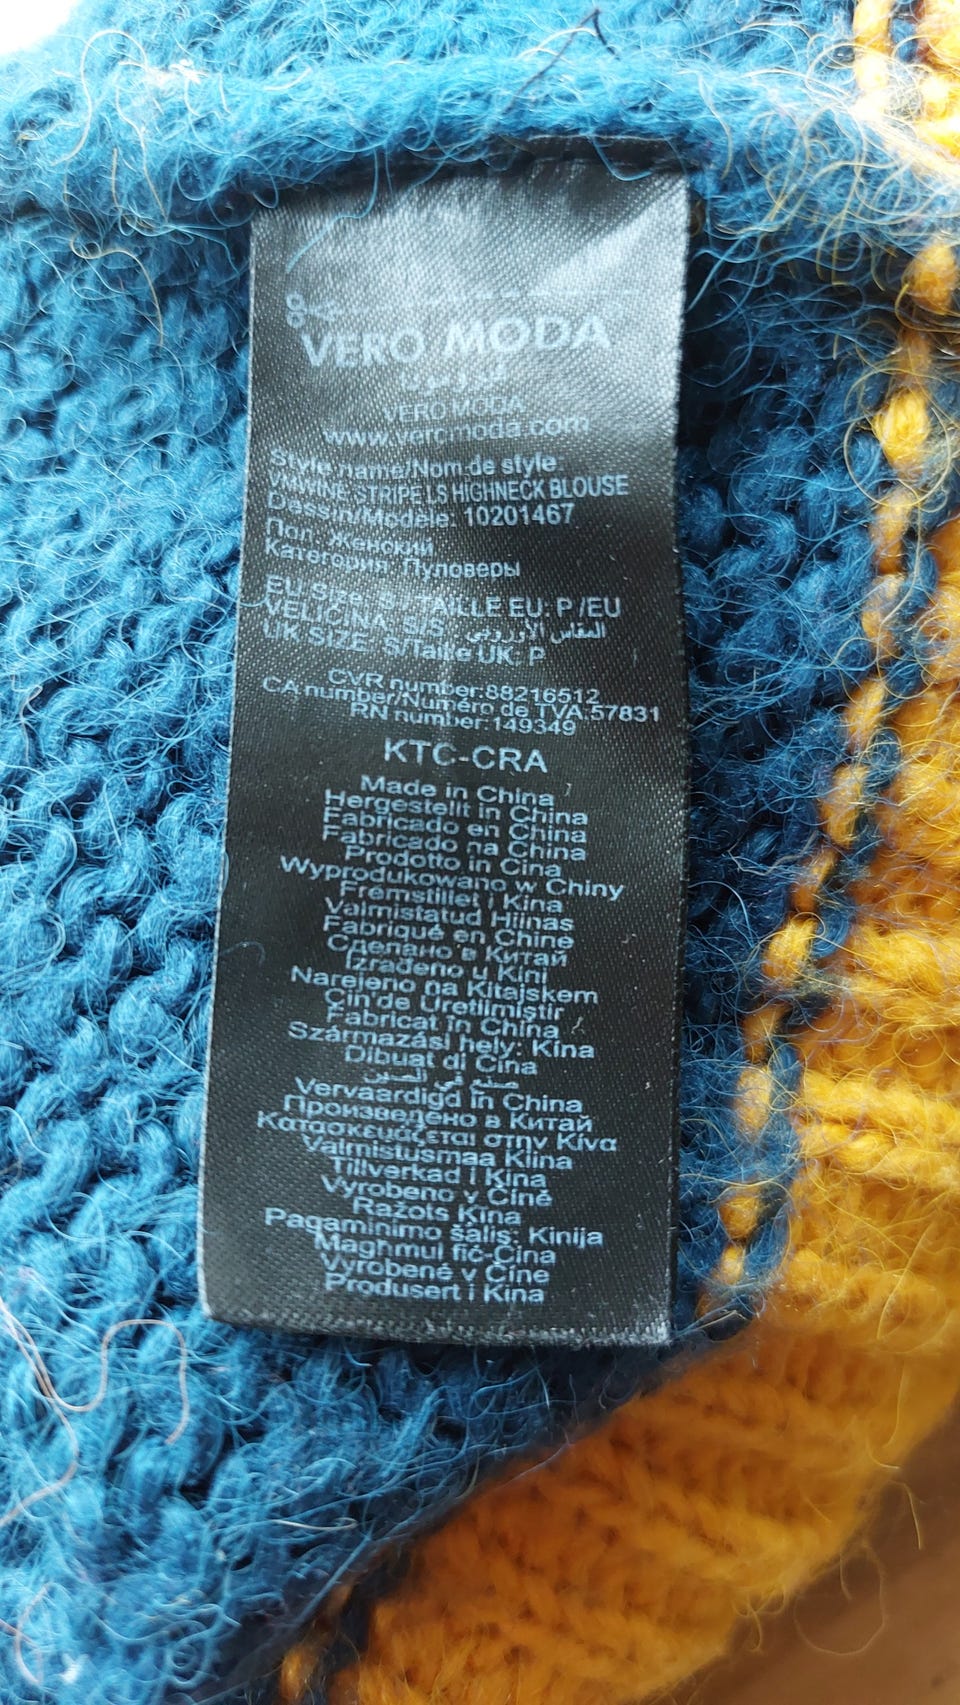 VERO MODA
فيرو مودا
VERO MODA
www.veromoda.com
Style name/Nom de style:
STRIPE LS HIGHNECK BLOUSE
Dessin/Modèle: 10201467
Пол: Женский
Категория: Пуловеры
EU Size: S / TAILLE EU: P /EU
VELIČINA: S/S : المقاس الأوروبي
UK SIZE: S/Taille UK: P
CVR number:88216512
CA number/Numéro de TVA:57831
RN number:149349
KTC-CRA
Made in China
Hergestellt in China
Fabricado en China
Fabricado na China
Prodotto in Cina
Wyprodukowano w Chiny
Fremstillet i Kina
Valmistatud Hiinas
Fabriqué en Chine
Сделано в Китай
Izrađeno u Kini
Narejeno na Kitajskem
Çin'de Üretilmiştir
Fabricat în China
Származási hely: Kína
Dibuat di Cina
صنع في الصين
Vervaardigd in China
Произведено в Китай
Κατασκευάζεται στην Κίνα
Valmistusmaa Kiina
Tillverkad i Kina
Vyrobeno v Číně
Ražots Ķīna
Pagaminimo šalis: Kinija
Magħmul fiċ-Ċina
Vyrobené v Číne
Produsert i Kina